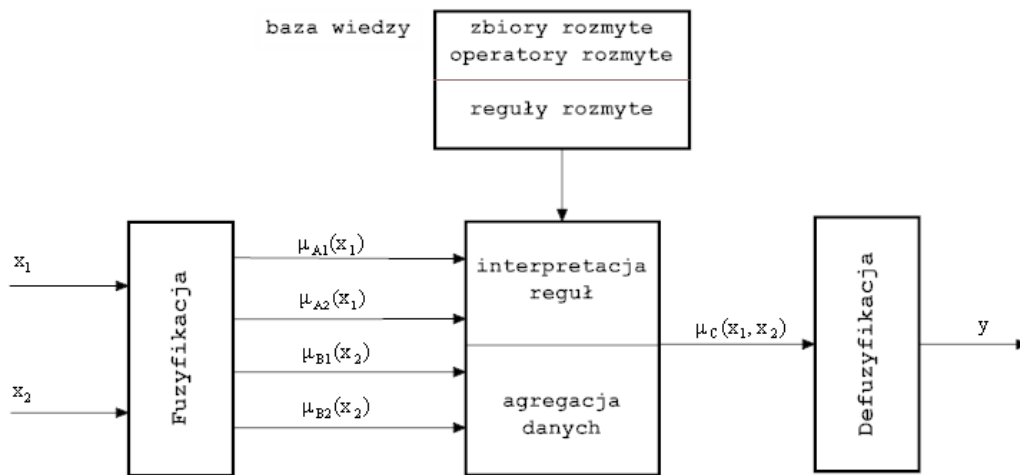 baza wiedzy
zbiory rozmyte
operatory rozmyte
reguły rozmyte
x₁
x₂
Fuzyfikacja
μA1(x₁)
μA2(x₁)
μB1(x₂)
μB2(x₂)
interpretacja
reguł
agregacja
danych
μC(x₁,x₂)
Defuzyfikacja
y